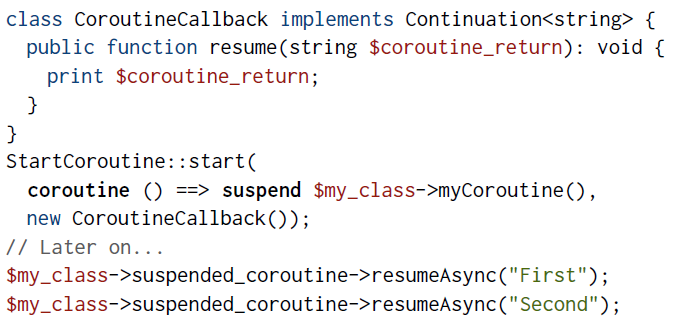 class CoroutineCallback implements Continuation<string> {
  public function resume(string $coroutine_return): void {
    print $coroutine_return;
  }
}
StartCoroutine::start(
  coroutine () ==> suspend $my_class->myCoroutine(),
  new CoroutineCallback());
// Later on...
$my_class->suspended_coroutine->resumeAsync("First");
$my_class->suspended_coroutine->resumeAsync("Second");